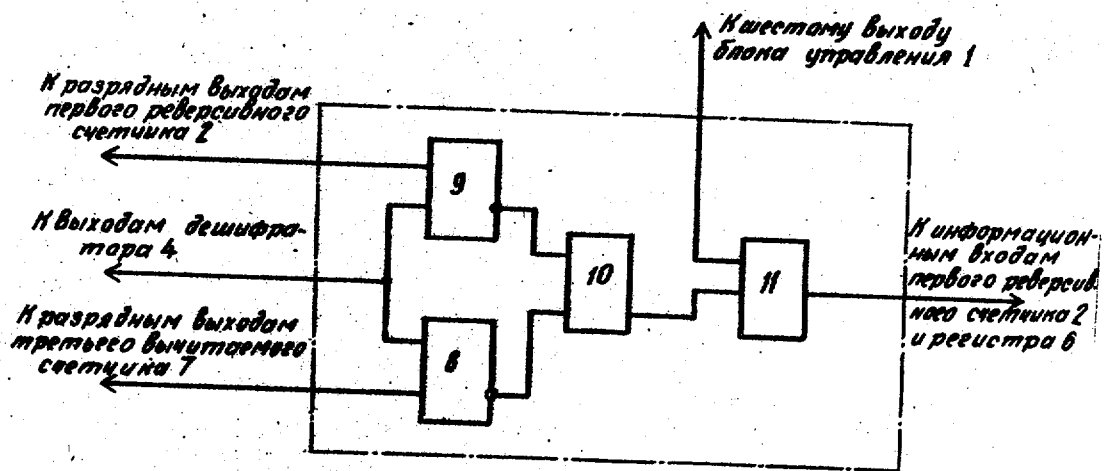 К шестому выходу
блока управления 1
К разрядным выходам
первого реверсивного
счетчика 2
9
К выходам дешифра-
тора 4
10
11
К информацион-
ным входам
первого реверсив
ного счетчика 2
и регистра 6
К разрядным выходам
третьего вычитаемого
счетчика 7
8